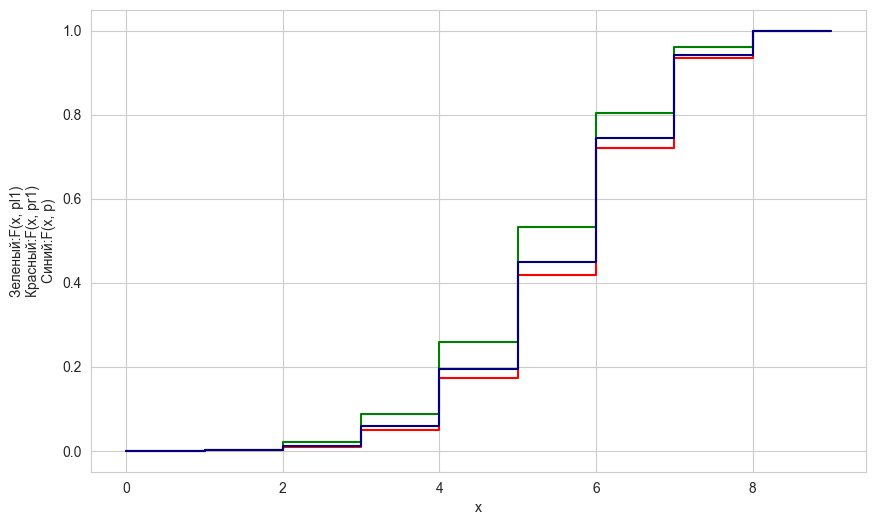 1.0
0.8
0.6
0.4
0.2
0.0
Зеленый:F(x, pl1)
Красный:F(x, pr1)
Синий:F(x, p)
0
2
4
6
8
x